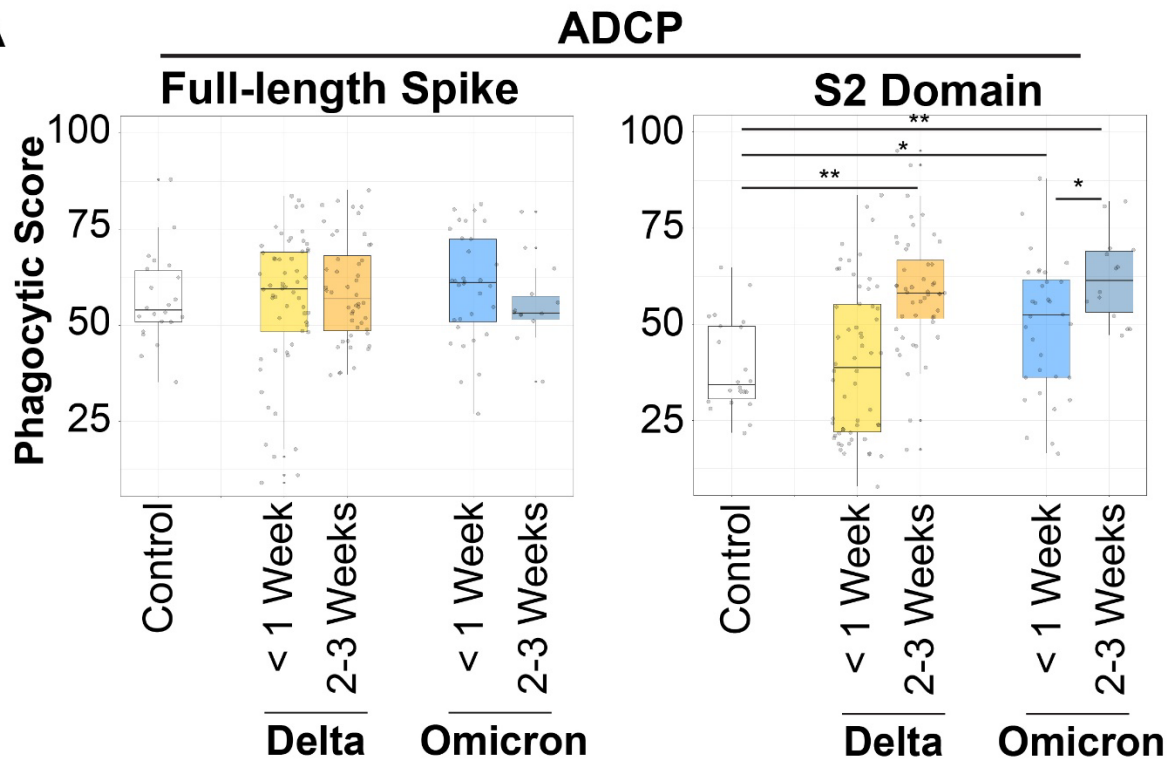 A
ADCP
Full-length Spike
S2 Domain
Phagocytic Score
100
75
50
25
100
75
50
25
**
*
**
*
Control
< 1 Week
2-3 Weeks
< 1 Week
2-3 Weeks
Delta
Omicron
Control
< 1 Week
2-3 Weeks
< 1 Week
2-3 Weeks
Delta
Omicron